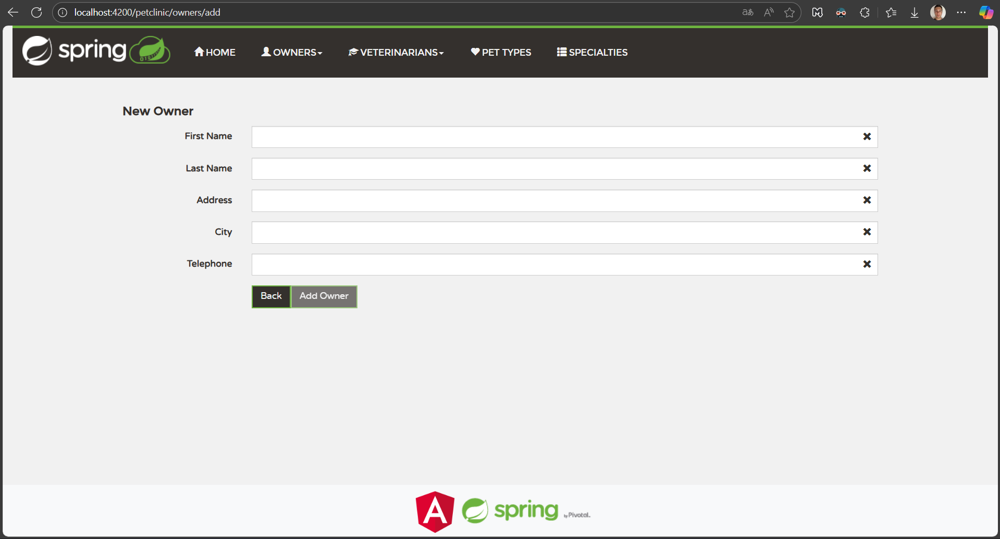 localhost:4200/petclinic/owners/add
spring
HOME
OWNERS
VETERINARIANS
PET TYPES
SPECIALTIES
New Owner
First Name
Last Name
Address
City
Telephone
Back
Add Owner
A
spring
by Pivotal.